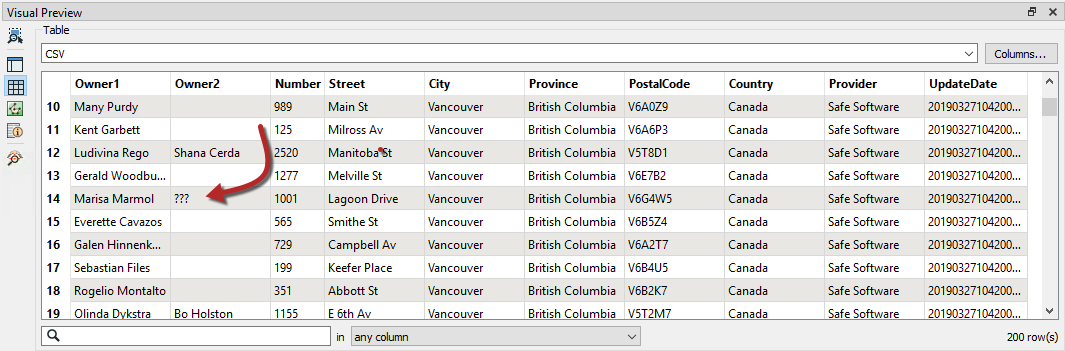 Visual Preview
Table
CSV
Columns...
Owner1 Owner2 Number Street City Province PostalCode Country Provider UpdateDate
10 Many Purdy 989 Main St Vancouver British Columbia V6A0Z9 Canada Safe Software 20190327104200...
11 Kent Garbett 125 Milross Av Vancouver British Columbia V6A6P3 Canada Safe Software 20190327104200...
12 Ludivina Rego Shana Cerda 2520 Manitoba St Vancouver British Columbia V5T8D1 Canada Safe Software 20190327104200...
13 Gerald Woodbu... 1277 Melville St Vancouver British Columbia V6E7B2 Canada Safe Software 20190327104200...
14 Marisa Marmol ??? 1001 Lagoon Drive Vancouver British Columbia V6G4W5 Canada Safe Software 20190327104200...
15 Everette Cavazos 565 Smithe St Vancouver British Columbia V6B5Z4 Canada Safe Software 20190327104200...
16 Galen Hinnenk... 729 Campbell Av Vancouver British Columbia V6A2T7 Canada Safe Software 20190327104200...
17 Sebastian Files 199 Keefer Place Vancouver British Columbia V6B4U5 Canada Safe Software 20190327104200...
18 Rogelio Montalto 351 Abbott St Vancouver British Columbia V6B2K7 Canada Safe Software 20190327104200...
19 Olinda Dykstra Bo Holston 1155 E 6th Av Vancouver British Columbia V5T2M7 Canada Safe Software 20190327104200...
in any column 200 row(s)